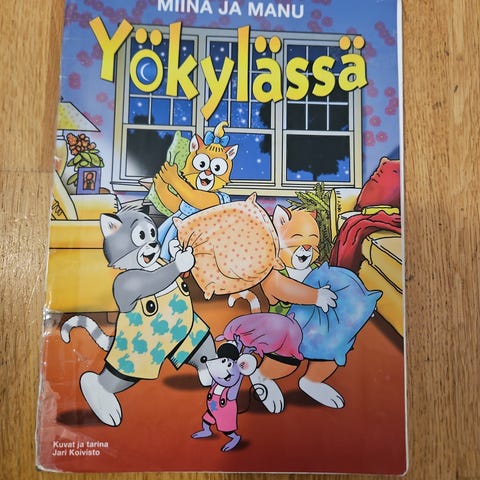 MIINA JA MANU
Yökylässä
Kuvat ja tarina
Jari Koivisto